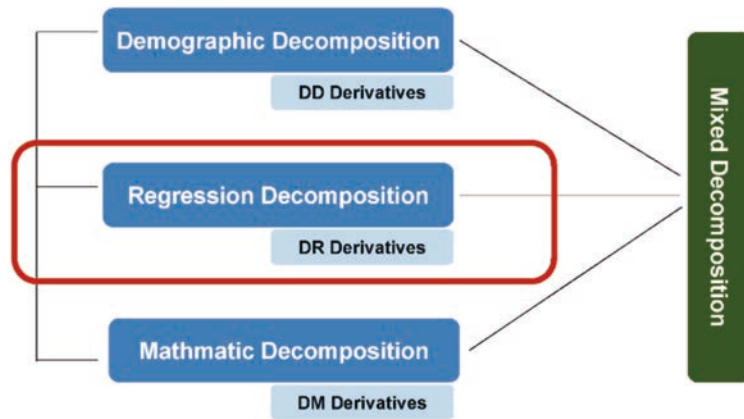 Demographic Decomposition
DD Derivatives
Regression Decomposition
DR Derivatives
Mathmatic Decomposition
DM Derivatives
Mixed Decomposition